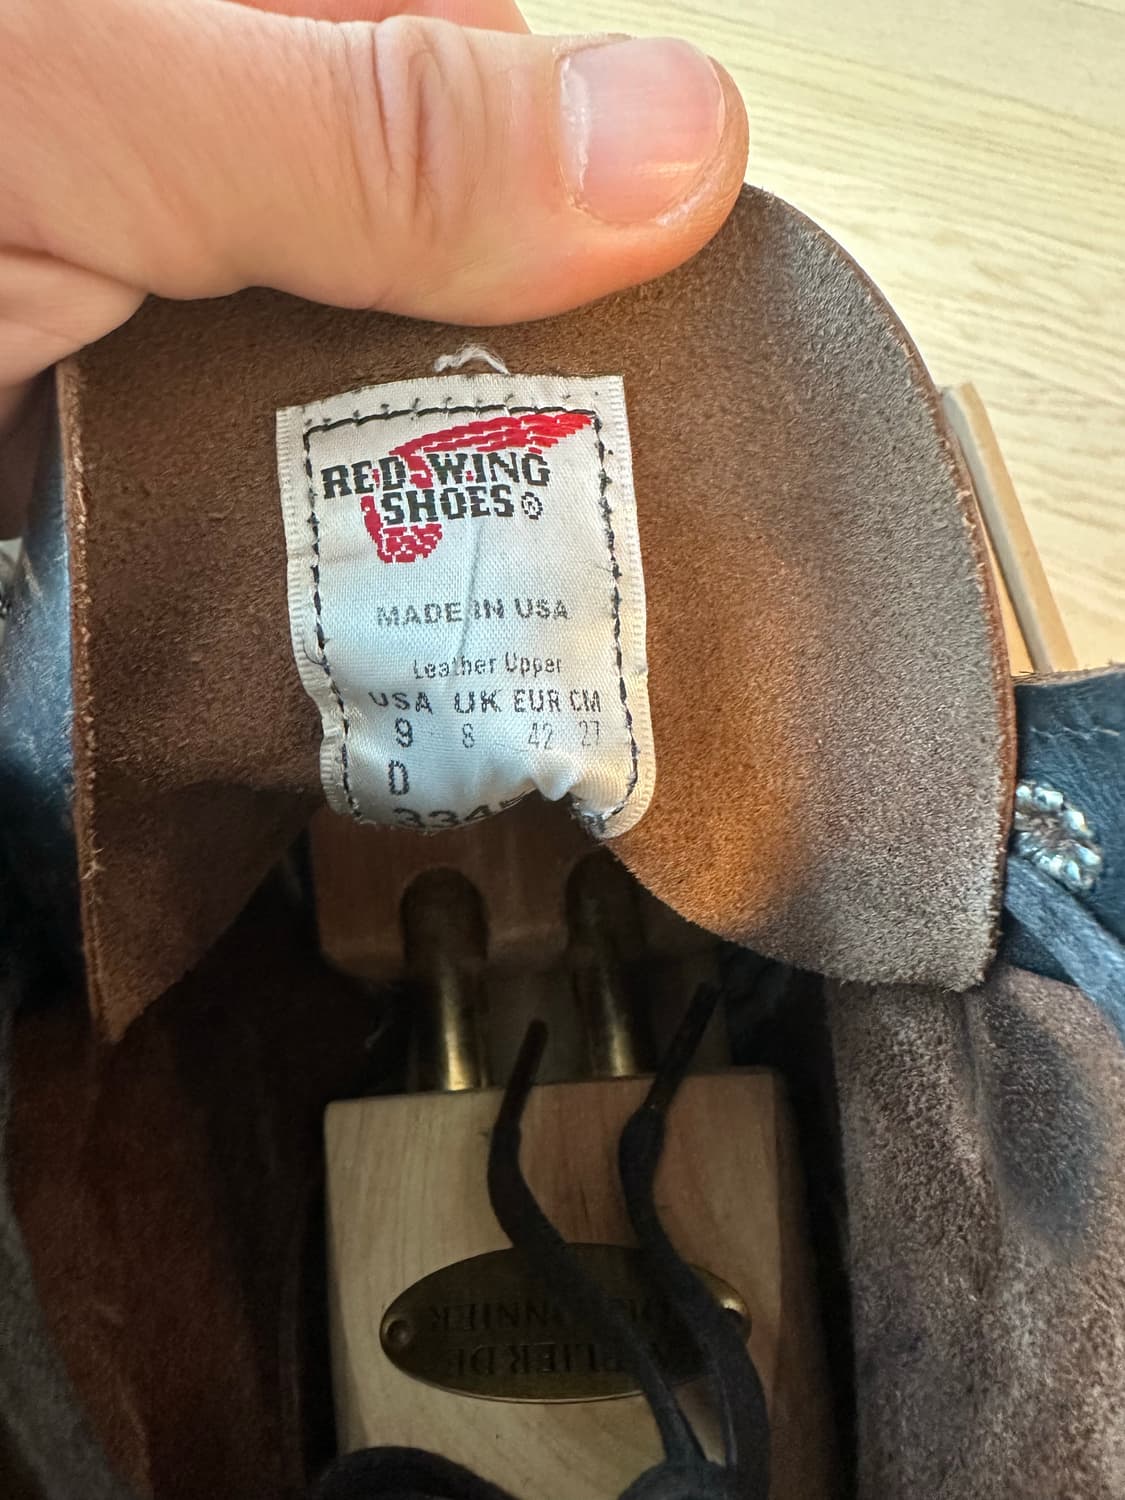 RED WING
SHOES®
MADE IN USA
Leather Upper
USA UK EUR CM
9 8 42 27
D